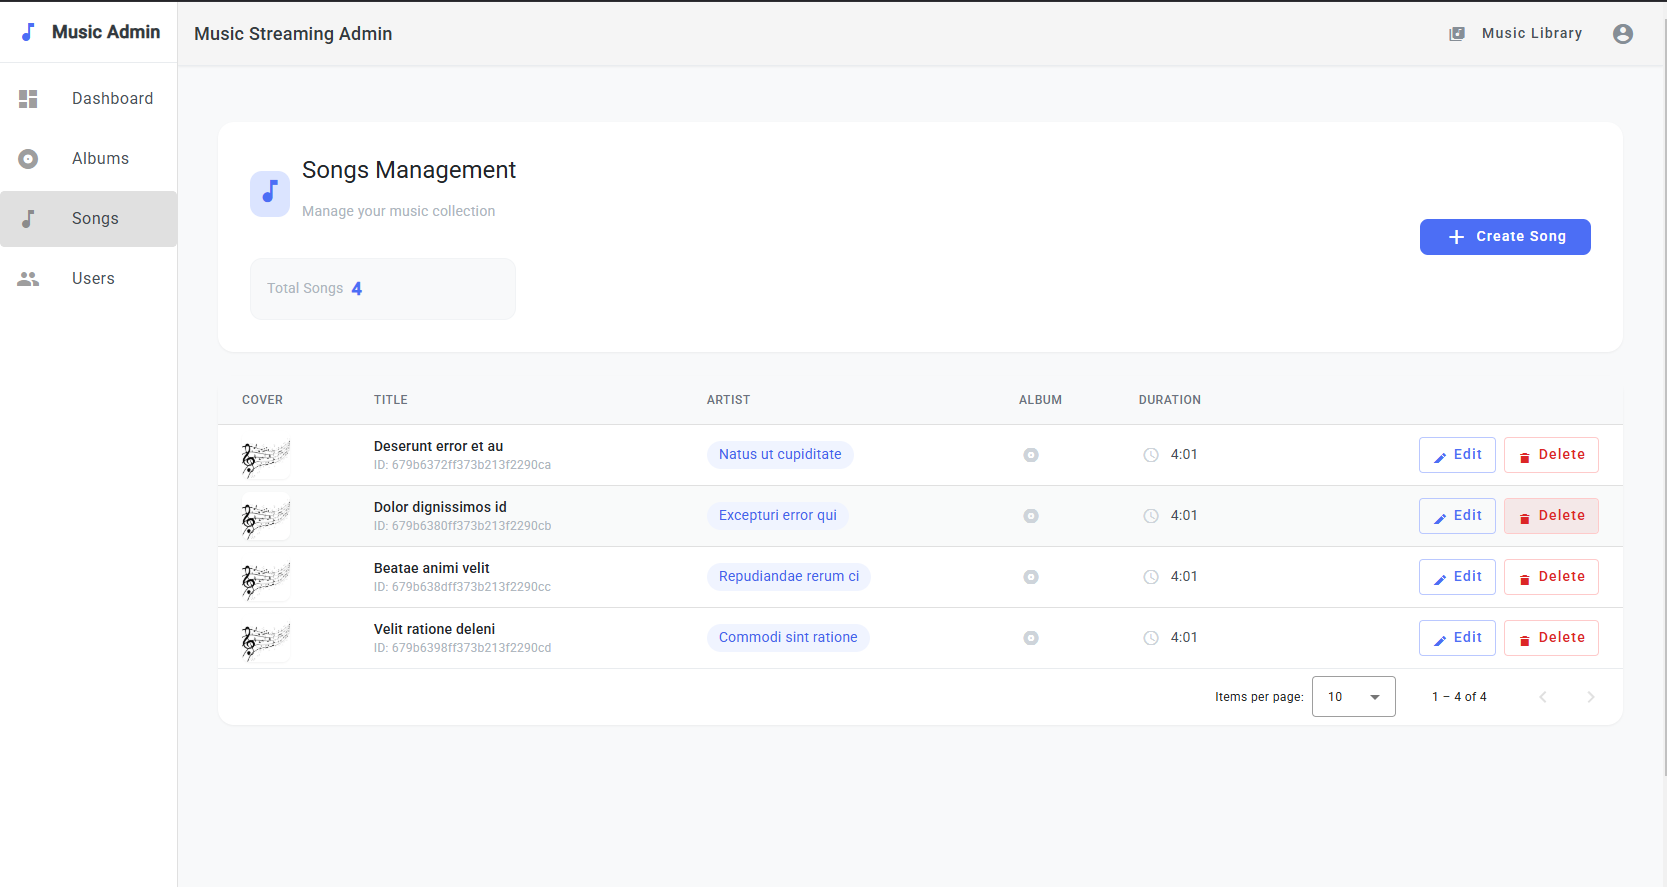 Music Admin
Music Streaming Admin
Music Library
Dashboard
Albums
Songs
Users
Songs Management
Manage your music collection
Create Song
Total Songs 4
COVER TITLE ARTIST ALBUM DURATION
Deserunt error et au
ID: 679b6372ff373b213f2290ca
Natus ut cupiditate
4:01
Edit
Delete
Dolor dignissimos id
ID: 679b6380ff373b213f2290cb
Excepturi error qui
4:01
Edit
Delete
Beatae animi velit
ID: 679b638dff373b213f2290cc
Repudiandae rerum ci
4:01
Edit
Delete
Velit ratione deleni
ID: 679b6398ff373b213f2290cd
Commodi sint ratione
4:01
Edit
Delete
Items per page: 10 1 – 4 of 4